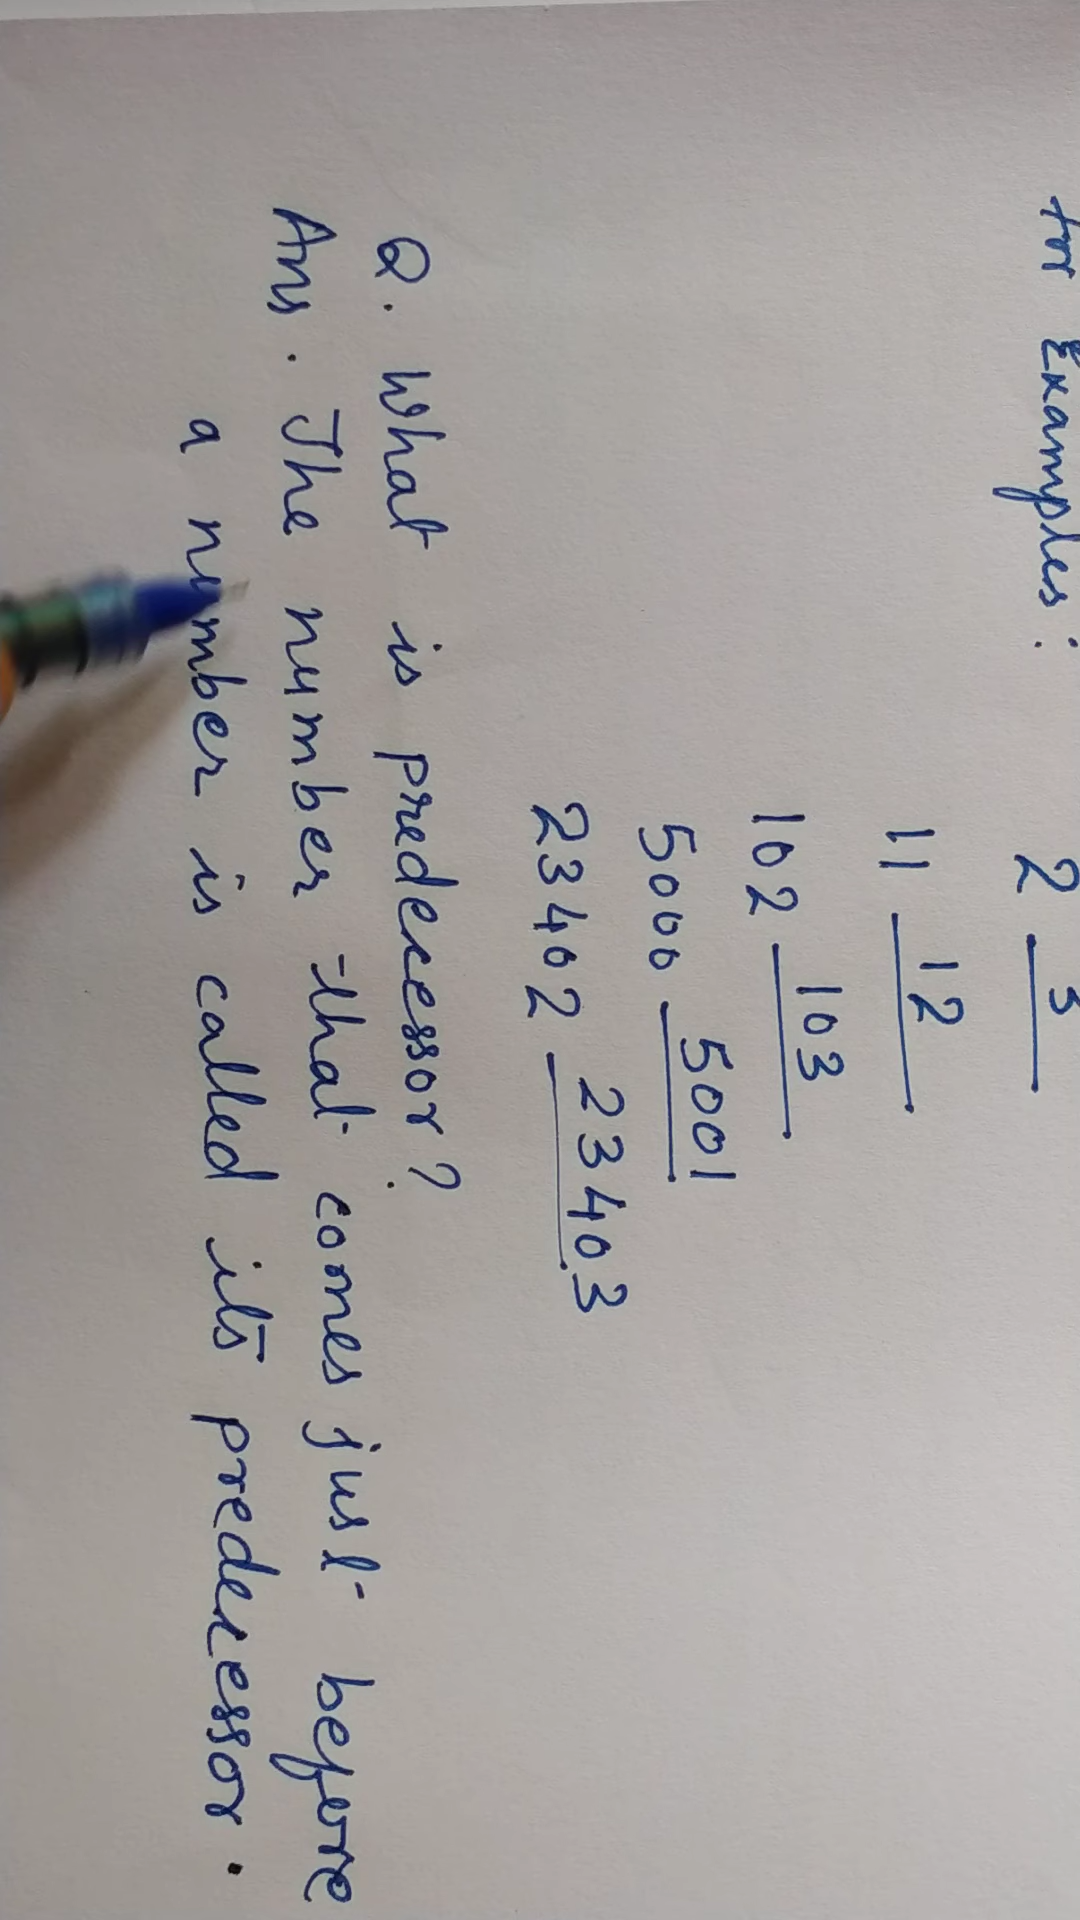 for Examples:
2 3
11 12
102 103
5000 5001
23402 23403
Q. What is predecessor?
Ans. The number that comes just before
a number is called its predecessor.